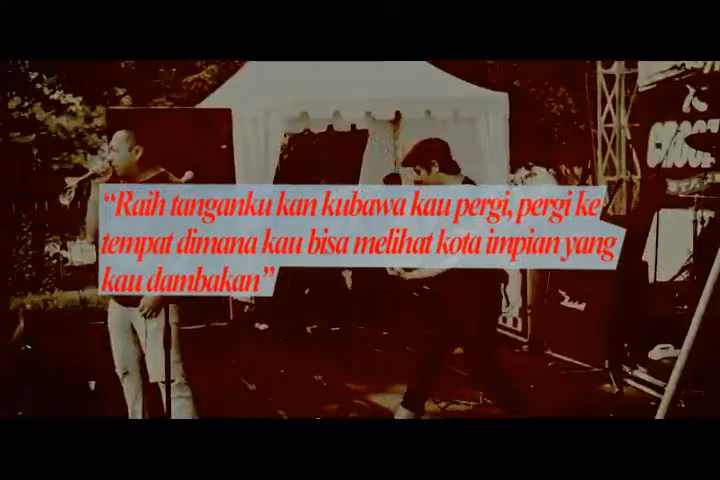 “Raih tanganku kan kubawa kau pergi, pergi ke
tempat dimana kau bisa melihat kota impian yang
kau dambakan”